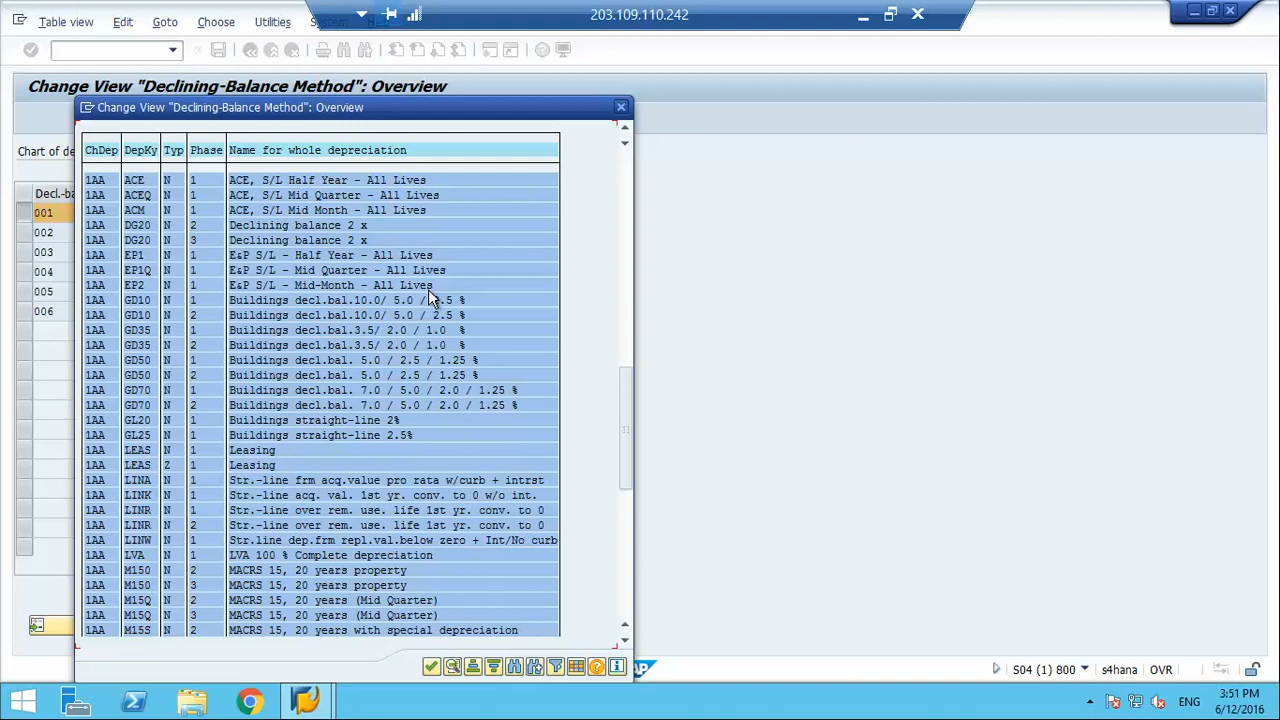 Table view Edit Goto Choose Utilities
203.109.110.242
Change View "Declining-Balance Method": Overview
Change View "Declining-Balance Method": Overview
Chart of de
ChDep DepKy Typ Phase Name for whole depreciation
1AA ACE N 1 ACE, S/L Half Year - All Lives
1AA ACEQ N 1 ACE, S/L Mid Quarter - All Lives
1AA ACM N 1 ACE, S/L Mid Month - All Lives
1AA DG20 N 2 Declining balance 2 x
1AA DG20 N 3 Declining balance 2 x
1AA EP1 N 1 E&P S/L - Half Year - All Lives
1AA EP1Q N 1 E&P S/L - Mid Quarter - All Lives
1AA EP2 N 1 E&P S/L - Mid-Month - All Lives
1AA GD10 N 1 Buildings decl.bal.10.0/ 5.0 / .5 %
1AA GD10 N 2 Buildings decl.bal.10.0/ 5.0 / 2.5 %
1AA GD35 N 1 Buildings decl.bal.3.5/ 2.0 / 1.0 %
1AA GD35 N 2 Buildings decl.bal.3.5/ 2.0 / 1.0 %
1AA GD50 N 1 Buildings decl.bal. 5.0 / 2.5 / 1.25 %
1AA GD50 N 2 Buildings decl.bal. 5.0 / 2.5 / 1.25 %
1AA GD70 N 1 Buildings decl.bal. 7.0 / 5.0 / 2.0 / 1.25 %
1AA GD70 N 2 Buildings decl.bal. 7.0 / 5.0 / 2.0 / 1.25 %
1AA GL20 N 1 Buildings straight-line 2%
1AA GL25 N 1 Buildings straight-line 2.5%
1AA LEAS N 1 Leasing
1AA LEAS Z 1 Leasing
1AA LINA N 1 Str.-line frm acq.value pro rata w/curb + intrst
1AA LINK N 1 Str.-line acq. val. 1st yr. conv. to 0 w/o int.
1AA LINR N 1 Str.-line over rem. use. life 1st yr. conv. to 0
1AA LINR N 2 Str.-line over rem. use. life 1st yr. conv. to 0
1AA LINW N 1 Str.line dep.frm repl.val.below zero + Int/No curb
1AA LVA N 1 LVA 100 % Complete depreciation
1AA M150 N 2 MACRS 15, 20 years property
1AA M150 N 3 MACRS 15, 20 years property
1AA M15Q N 2 MACRS 15, 20 years (Mid Quarter)
1AA M15Q N 3 MACRS 15, 20 years (Mid Quarter)
1AA M15S N 2 MACRS 15, 20 years with special depreciation
Decl.-ba
001
002
003
004
005
006
SAP
S04 (1) 800 s4hana OVR
ENG
3:51 PM
6/12/2016